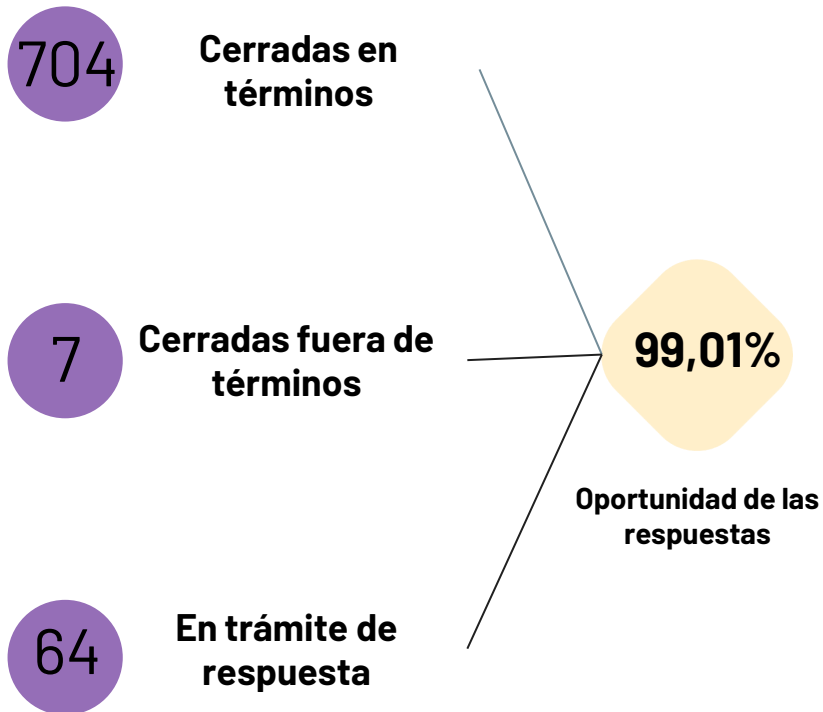 704
Cerradas en
términos
7
Cerradas fuera de
términos
99,01%
Oportunidad de las
respuestas
64
En trámite de
respuesta